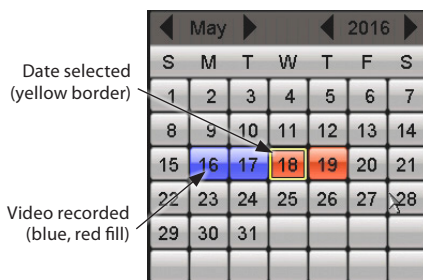 May 2016
S M T W T F S
Date selected
(yellow border)
1 2 3 4 5 6 7
8 9 10 11 12 13 14
15 16 17 18 19 20 21
Video recorded
(blue, red fill)
22 23 24 25 26 27 28
29 30 31